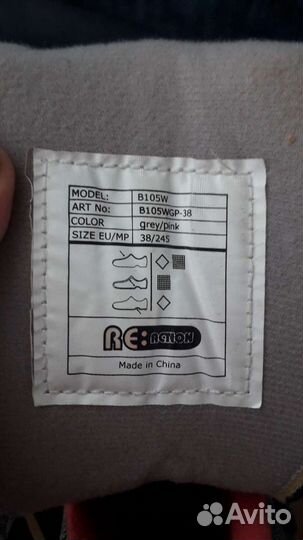 MODEL: B105W
ART No: B105WGP-38
COLOR grey/pink
SIZE EU/MP 38/245
RE:ACTION
Made in China
Avito